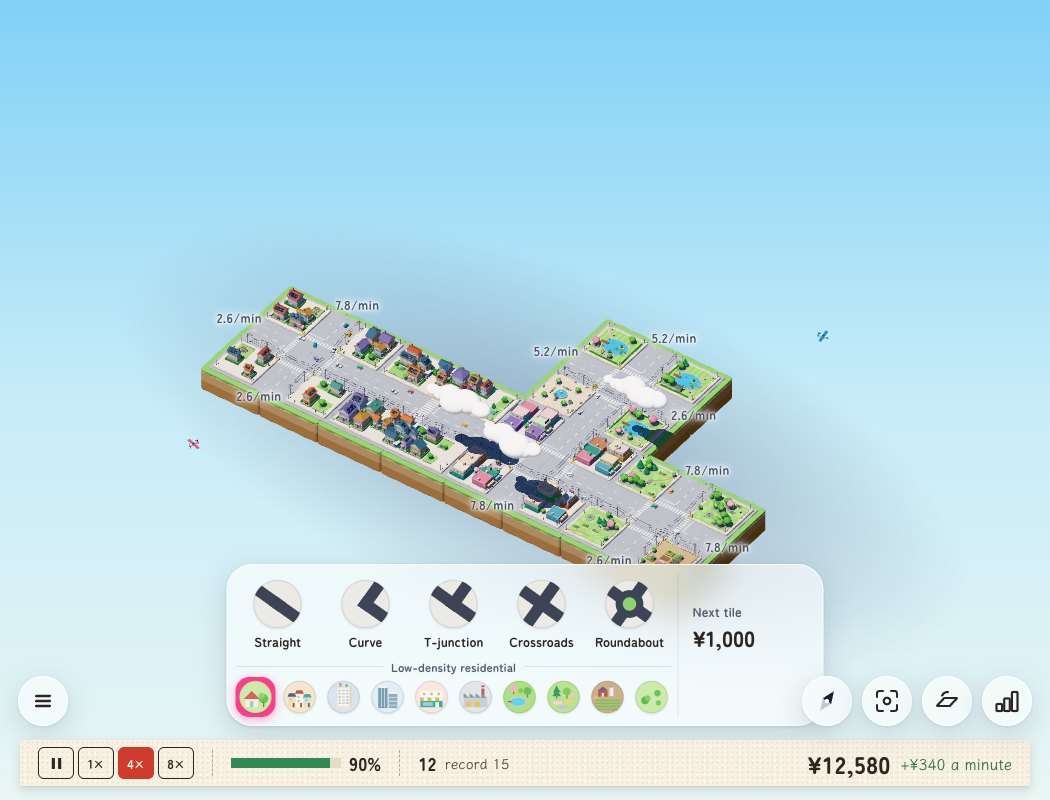 7.8/min
2.6/min
5.2/min
5.2/min
2.6/min
2.6/min
7.8/min
7.8/min
7.8/min
2.6/min
Straight
Curve
T-junction
Crossroads
Roundabout
Next tile
¥1,000
Low-density residential
1×
4×
8×
90%
12 record 15
¥12,580 +¥340 a minute